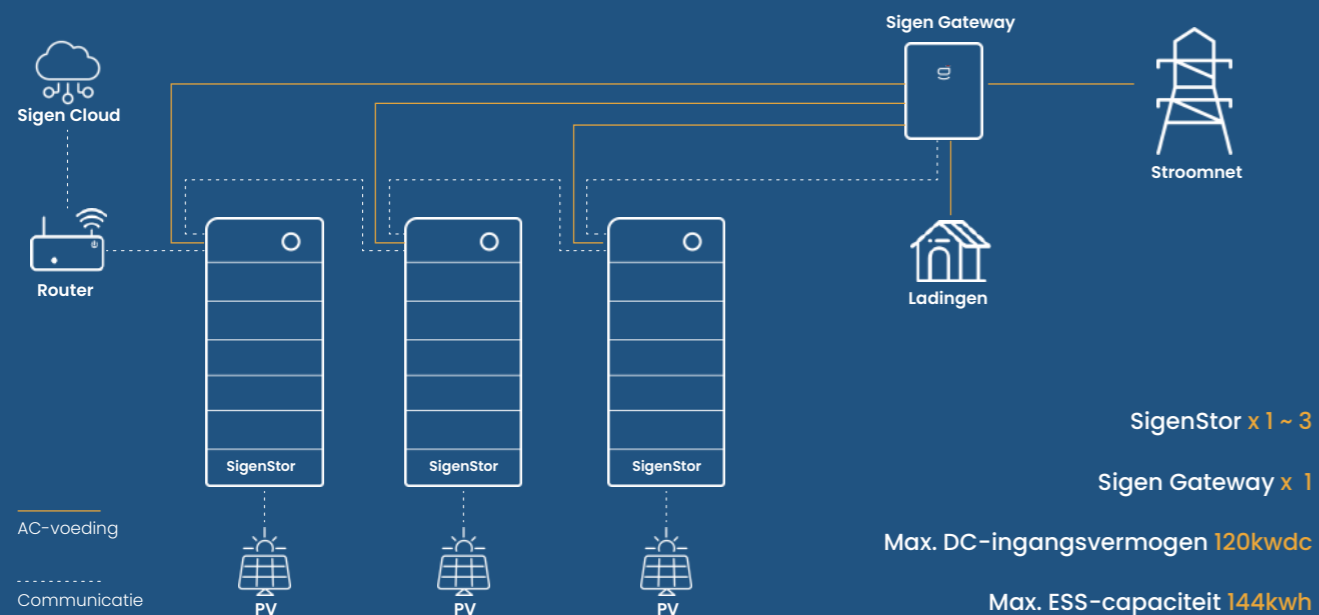 Sigen Gateway
Sigen Cloud
Stroomnet
Router
Ladingen
SigenStor
SigenStor
SigenStor
SigenStor x 1 ~ 3
Sigen Gateway x 1
AC-voeding
Max. DC-ingangsvermogen 120kwdc
Communicatie
Max. ESS-capaciteit 144kwh
PV
PV
PV